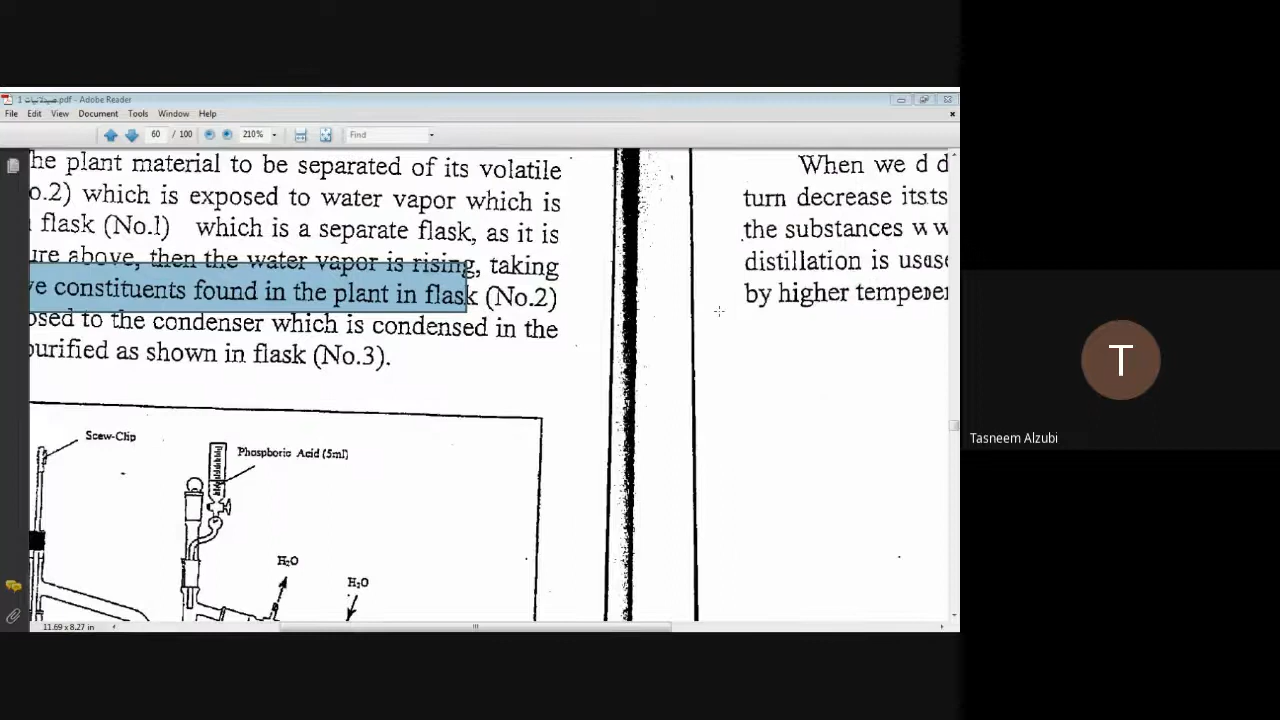 صيدلانيات 1.pdf - Adobe Reader
File Edit View Document Tools Window Help
60 / 100 210% Find
he plant material to be separated of its volatile
o.2) which is exposed to water vapor which is
flask (No.1) which is a separate flask, as it is
ure above, then the water vapor is rising, taking
ve constituents found in the plant in flask (No.2)
osed to the condenser which is condensed in the
purified as shown in flask (No.3).
Scew-Clip
Phosphoric Acid (5ml)
H₂O
H₂O
When we d d
turn decrease its
the substances w w
distillation is
by higher
11.69 x 8.27 in
T
Tasneem Alzubi